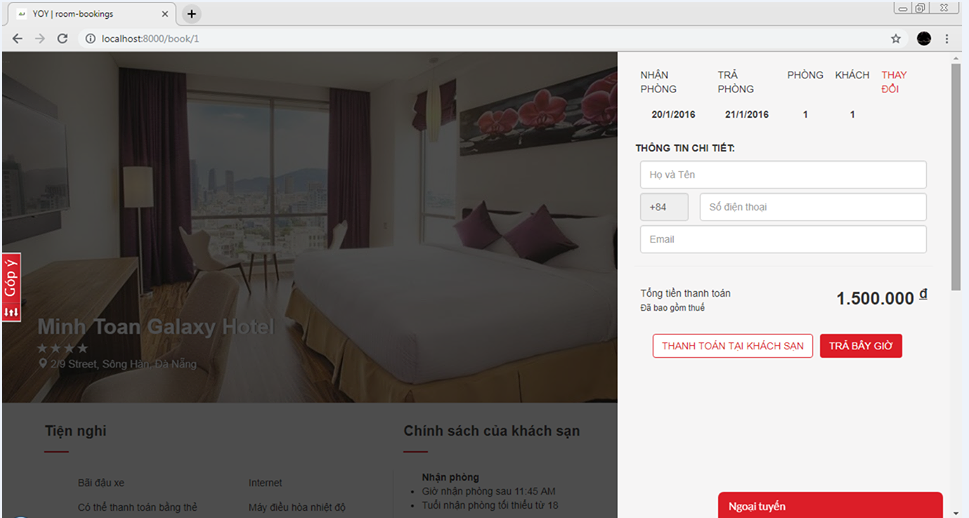 YOY | room-bookings
localhost:8000/book/1
NHẬN PHÒNG
TRẢ PHÒNG
PHÒNG
KHÁCH
THAY ĐỔI
20/1/2016
21/1/2016
1
1
THÔNG TIN CHI TIẾT:
Họ và Tên
+84
Số điện thoại
Email
Tổng tiền thanh toán
1.500.000 đ
Đã bao gồm thuế
THANH TOÁN TẠI KHÁCH SẠN
TRẢ BÂY GIỜ
Góp ý
Minh Toan Galaxy Hotel
2/9 Street, Sông Hàn, Đà Nẵng
Tiện nghi
Chính sách của khách sạn
Bãi đậu xe
Internet
Có thể thanh toán bằng thẻ
Máy điều hòa nhiệt độ
Nhận phòng
Giờ nhận phòng sau 11:45 AM
Tuổi nhận phòng tối thiểu từ 18
Ngoại tuyến